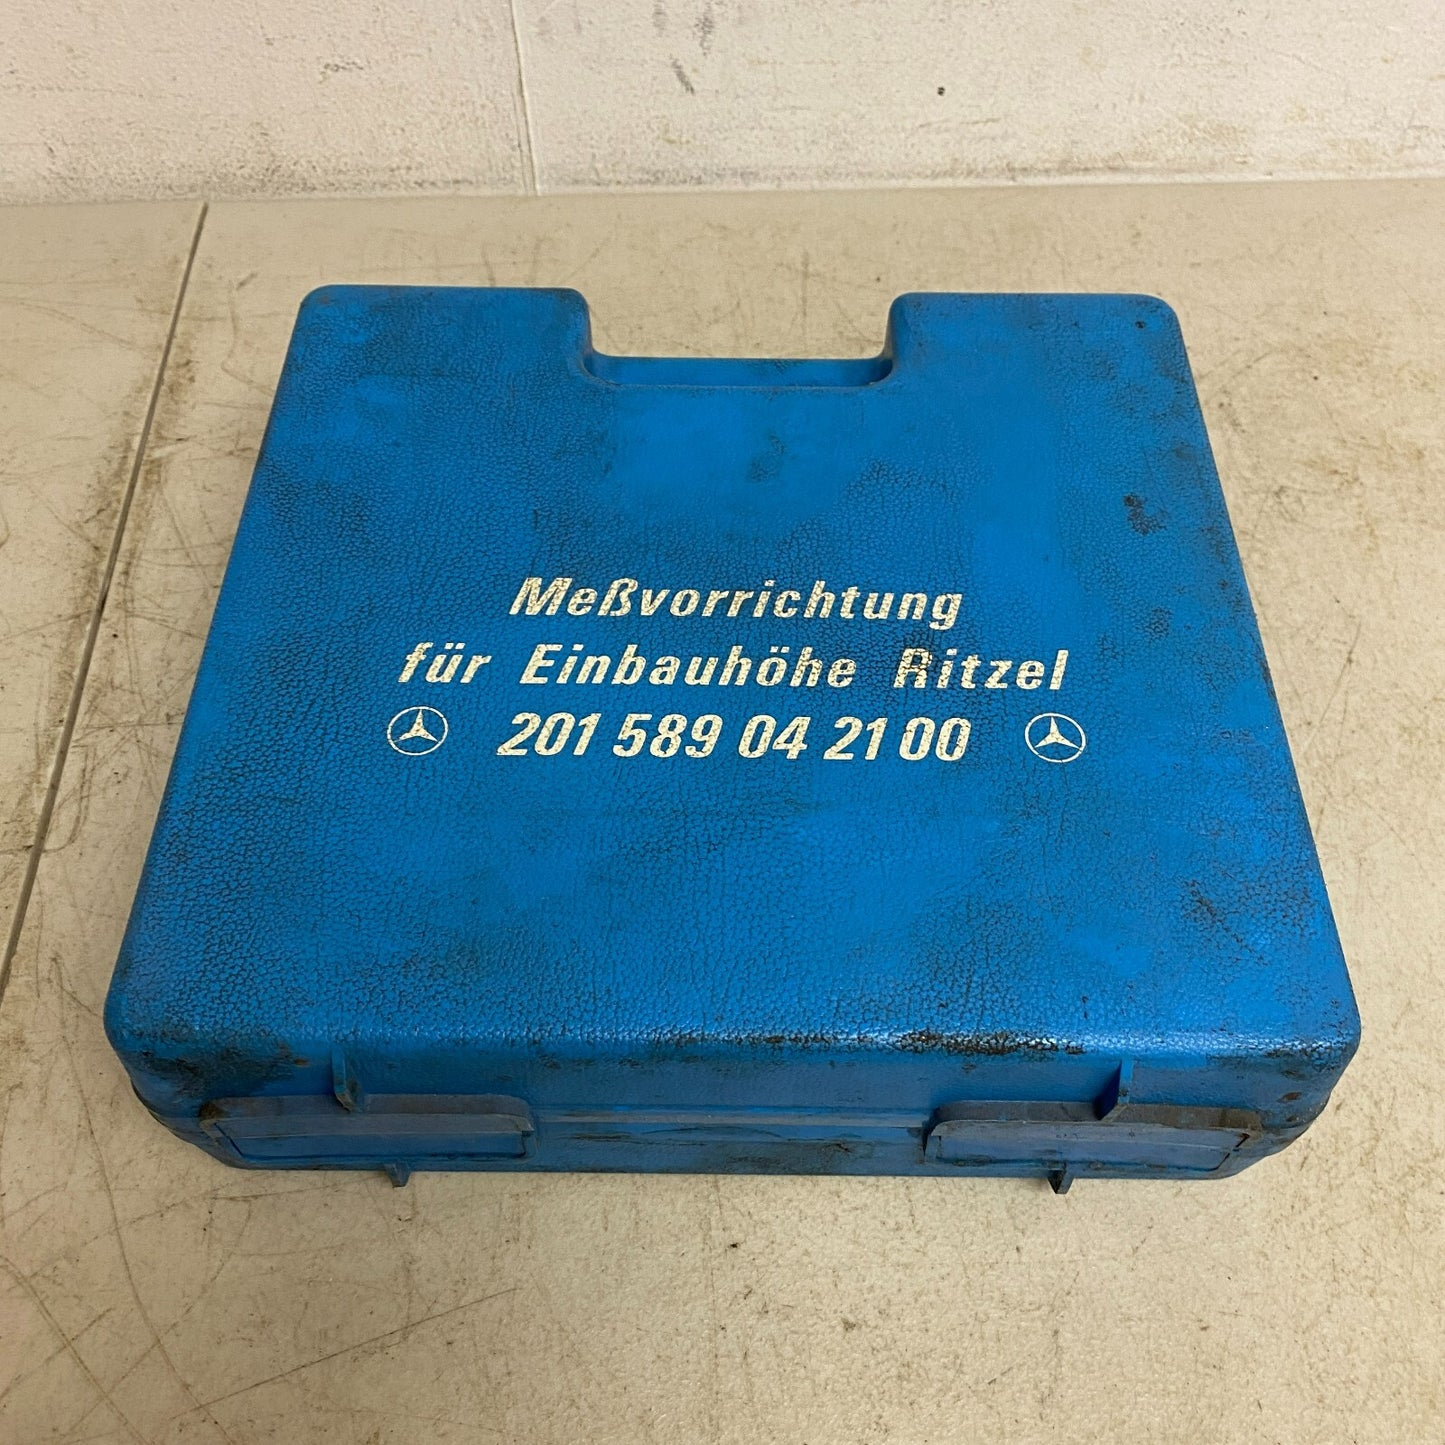 Meßvorrichtung
für Einbauhöhe Ritzel
201 589 04 21 00